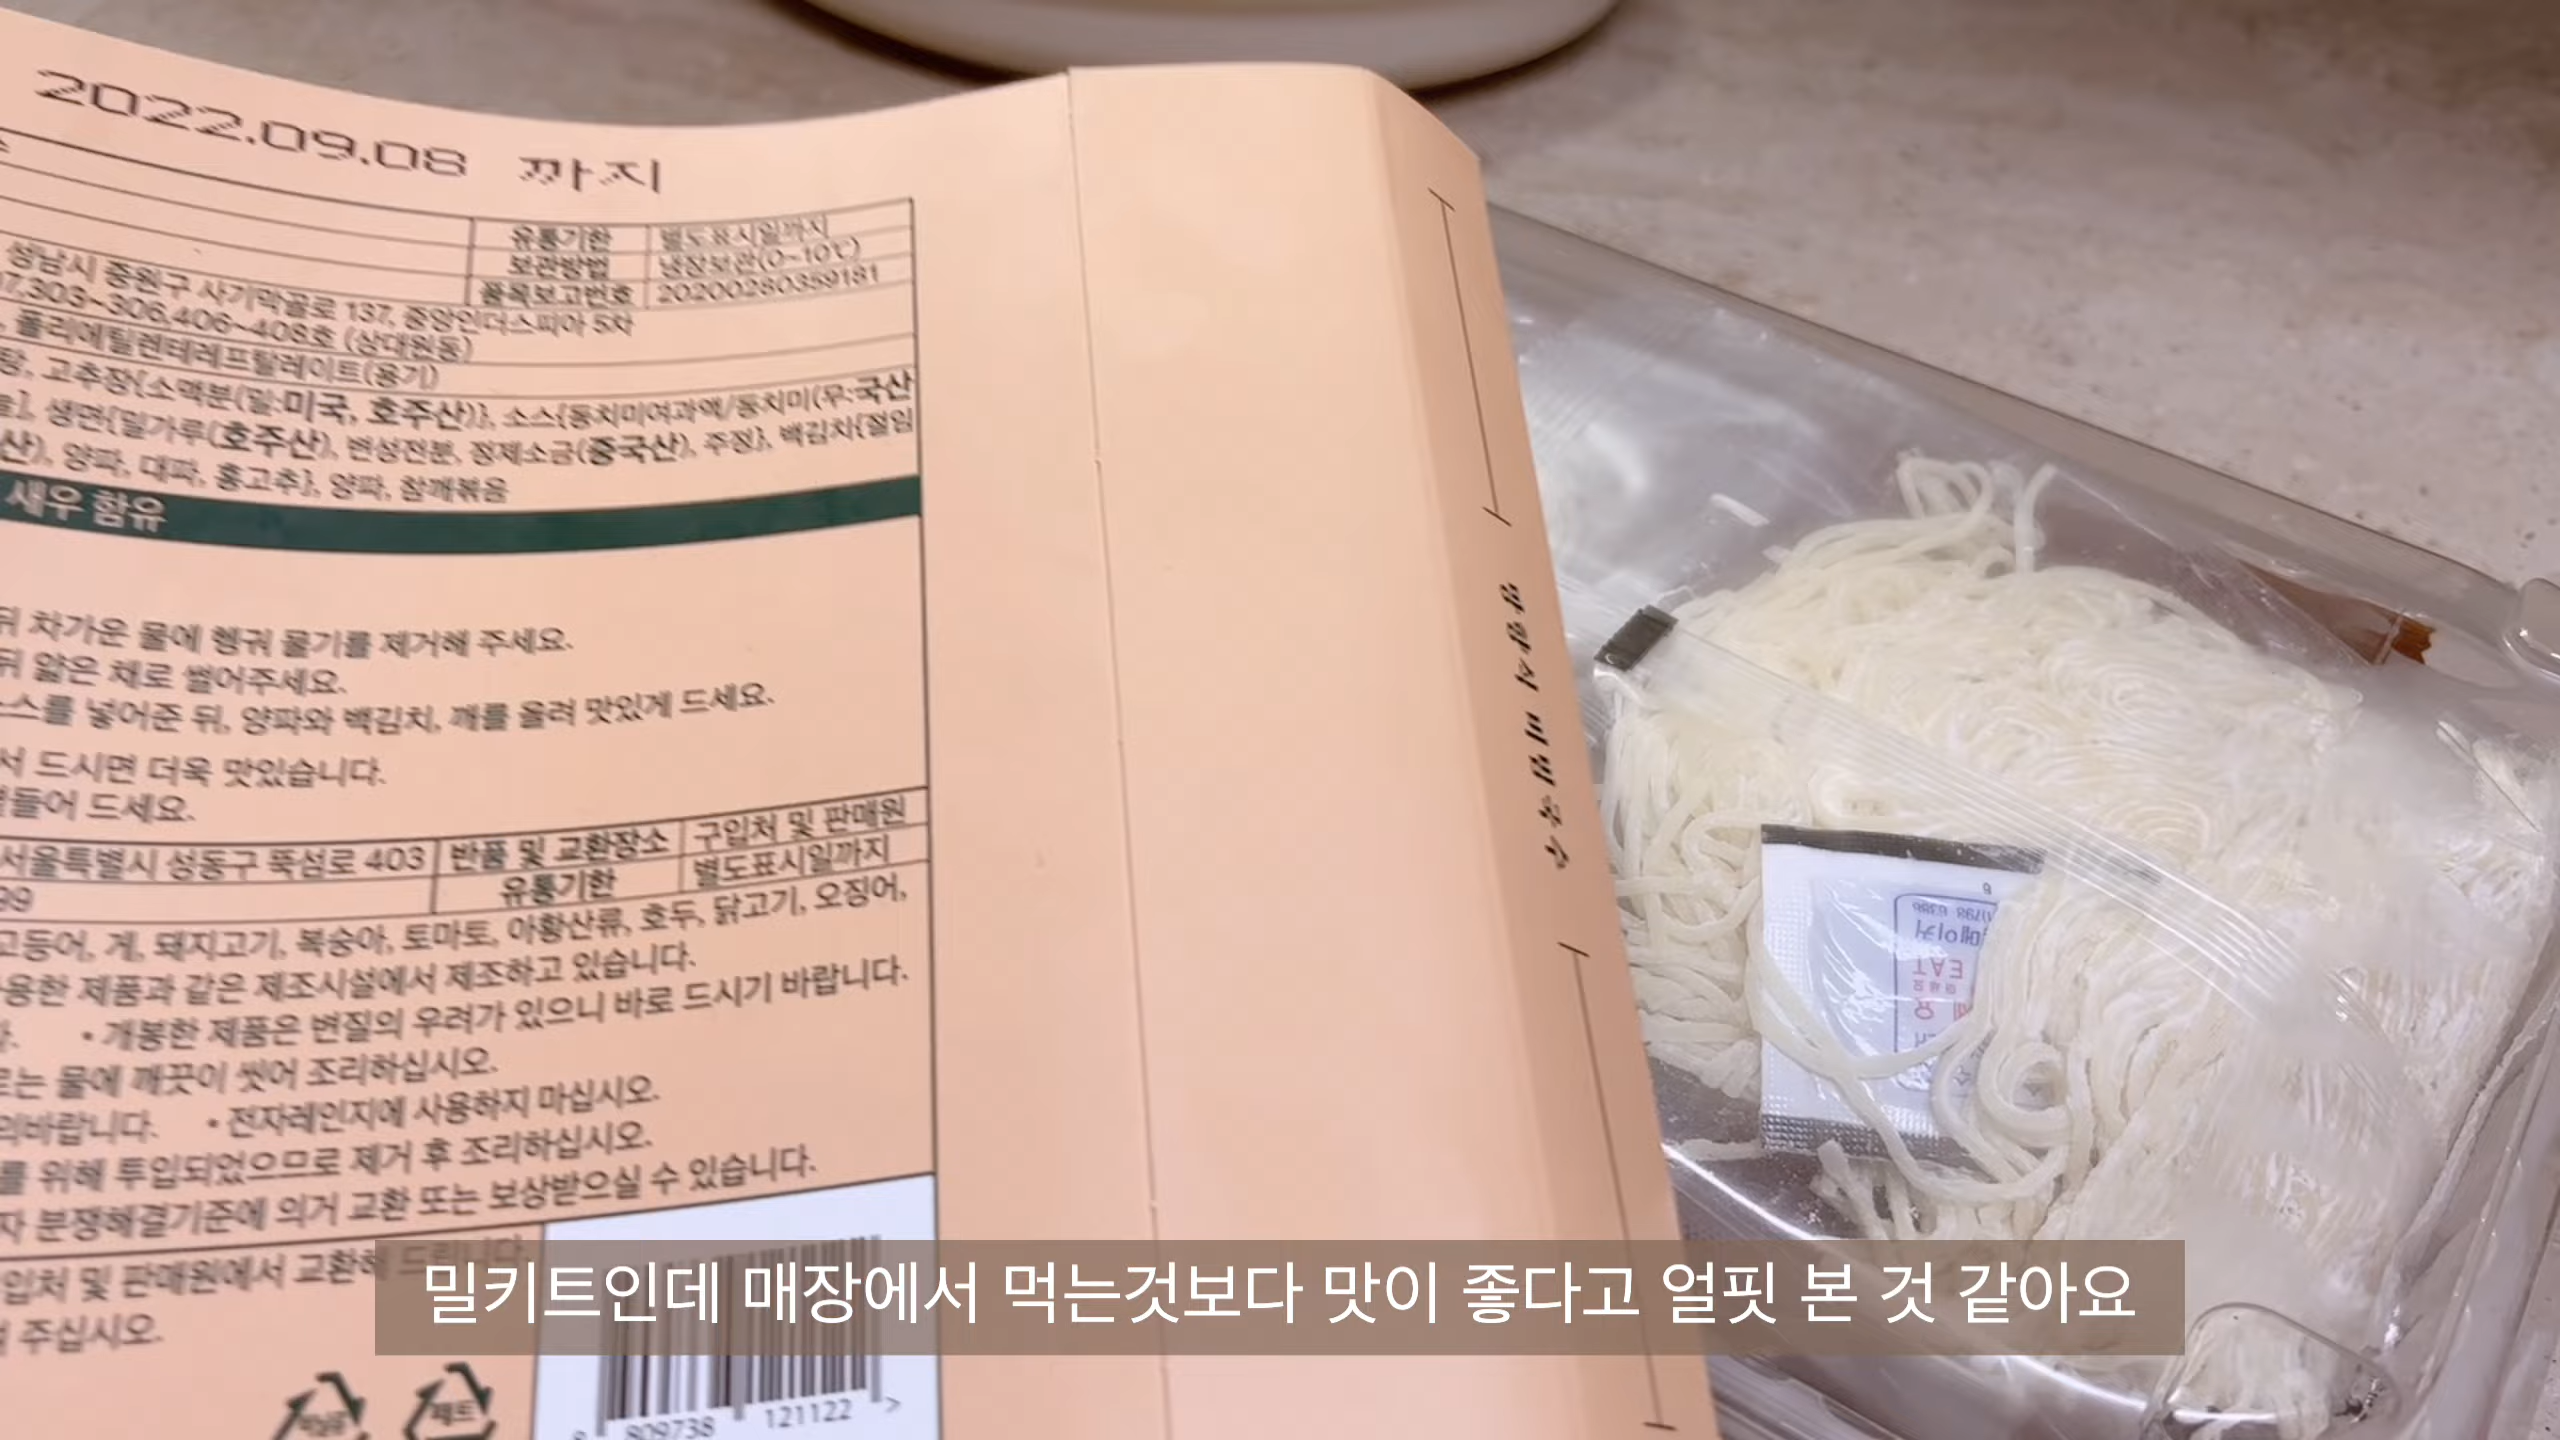 2022.09.08 까지
유통기한 별도표시일까지
보관방법 냉장보관(0~10℃)
품목보고번호 20200280359181
성남시 중원구 사기막골로 137, 중앙인더스피아 5차
7,303~306,406~408호 (상대원동)
폴리에틸렌테레프탈레이트(용기)
탕, 고추장{소맥분(밀:미국, 호주산)}, 소스{동치미여과액/동치미(무:국산
생면{밀가루(호주산), 변성전분, 정제소금(중국산), 주정}, 백김치{절임
산), 양파, 대파, 홍고추}, 양파, 참깨볶음
새우 함유
뒤 차가운 물에 헹궈 물기를 제거해 주세요.
뒤 얇은 채로 썰어주세요.
소스를 넣어준 뒤, 양파와 백김치, 깨를 올려 맛있게 드세요.
서 드시면 더욱 맛있습니다.
곁들어 드세요.
서울특별시 성동구 뚝섬로 403 반품 및 교환장소 구입처 및 판매원
99 유통기한 별도표시일까지
고등어, 게, 돼지고기, 복숭아, 토마토, 아황산류, 호두, 닭고기, 오징어,
사용한 제품과 같은 제조시설에서 제조하고 있습니다.
• 개봉한 제품은 변질의 우려가 있으니 바로 드시기 바랍니다.
르는 물에 깨끗이 씻어 조리하십시오.
의바랍니다. • 전자레인지에 사용하지 마십시오.
를 위해 투입되었으므로 제거 후 조리하십시오.
자 분쟁해결기준에 의거 교환 또는 보상받으실 수 있습니다.
입처 및 판매원에서 교환해 드립니다.
주십시오.
페트
8 809738 121122 >
EAT
밀키트인데 매장에서 먹는것보다 맛이 좋다고 얼핏 본 것 같아요